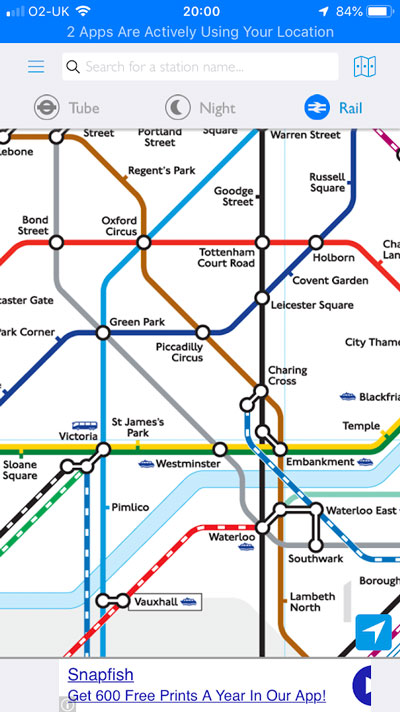 O2-UK 20:00 84%
2 Apps Are Actively Using Your Location
Search for a station name...
Tube Night Rail
Street
Portland
Street
Square
Warren Street
lebone
Regent's Park
Russell
Square
Goodge
Street
Bond
Street
Oxford
Circus
Tottenham
Court Road
Holborn
Cha
Lan
Covent Garden
caster Gate
Leicester Square
Park Corner
Green Park
Piccadilly
Circus
City Thame
Charing
Cross
Blackfria
St James's
Park
Temple
Victoria
Sloane
Square
Westminster
Embankment
Pimlico
Waterloo East
Waterloo
Southwark
Borough
Vauxhall
Lambeth
North
Snapfish
Get 600 Free Prints A Year In Our App!